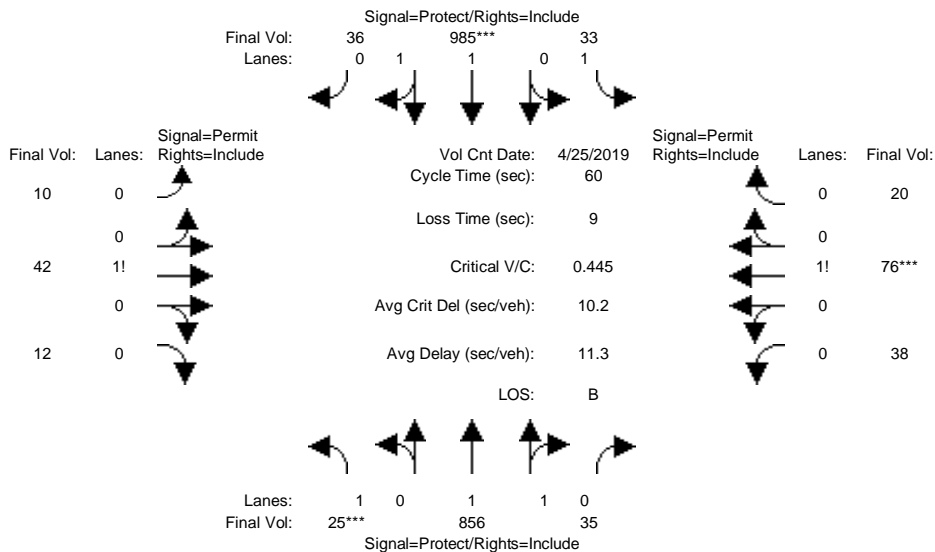 Signal=Protect/Rights=Include
Final Vol: 36 985*** 33
Lanes: 0 1 1 0 1
Signal=Permit
Final Vol: Lanes: Rights=Include
Vol Cnt Date: 4/25/2019
Signal=Permit
Rights=Include Lanes: Final Vol:
Cycle Time (sec): 60
10 0
0 20
Loss Time (sec): 9
0
0
42 1!
Critical V/C: 0.445
1! 76***
0
Avg Crit Del (sec/veh): 10.2
0
12 0
Avg Delay (sec/veh): 11.3
0 38
LOS: B
Lanes: 1 0 1 1 0
Final Vol: 25*** 856 35
Signal=Protect/Rights=Include